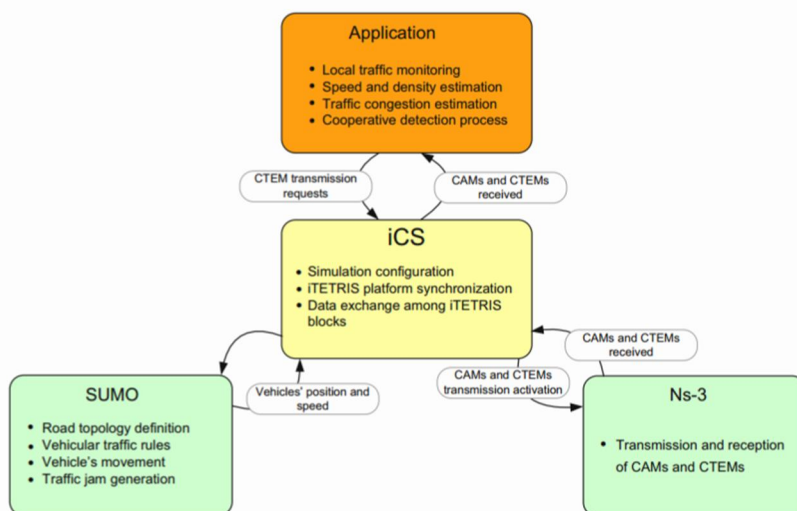 Application
• Local traffic monitoring
• Speed and density estimation
• Traffic congestion estimation
• Cooperative detection process
CTEM transmission
requests
CAMs and CTEMs
received
iCS
• Simulation configuration
• iTETRIS platform synchronization
• Data exchange among iTETRIS
blocks
CAMs and CTEMs
received
CAMs and CTEMs
transmission activation
Vehicles' position and
speed
SUMO
• Road topology definition
• Vehicular traffic rules
• Vehicle's movement
• Traffic jam generation
Ns-3
• Transmission and reception
of CAMs and CTEMs